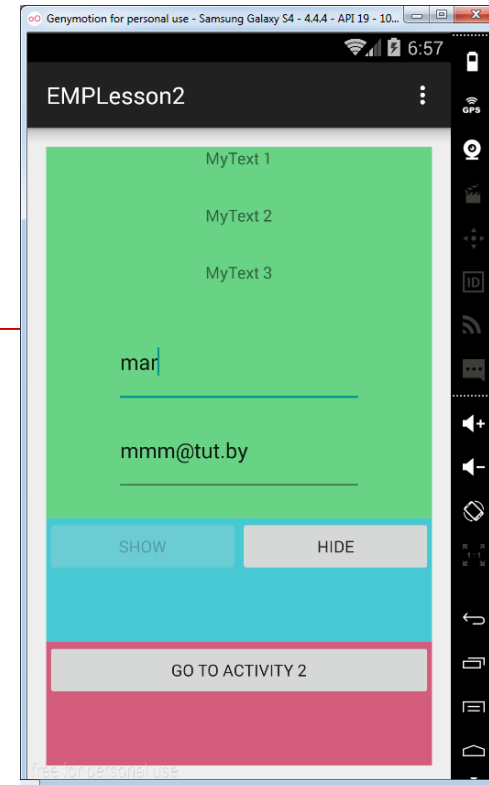 Genymotion for personal use - Samsung Galaxy S4 - 4.4.4 - API 19 - 10...
6:57
EMPLesson2
GPS
MyText 1
MyText 2
MyText 3
ID
mar
mmm@tut.by
SHOW
HIDE
1:1
GO TO ACTIVITY 2
free for personal use